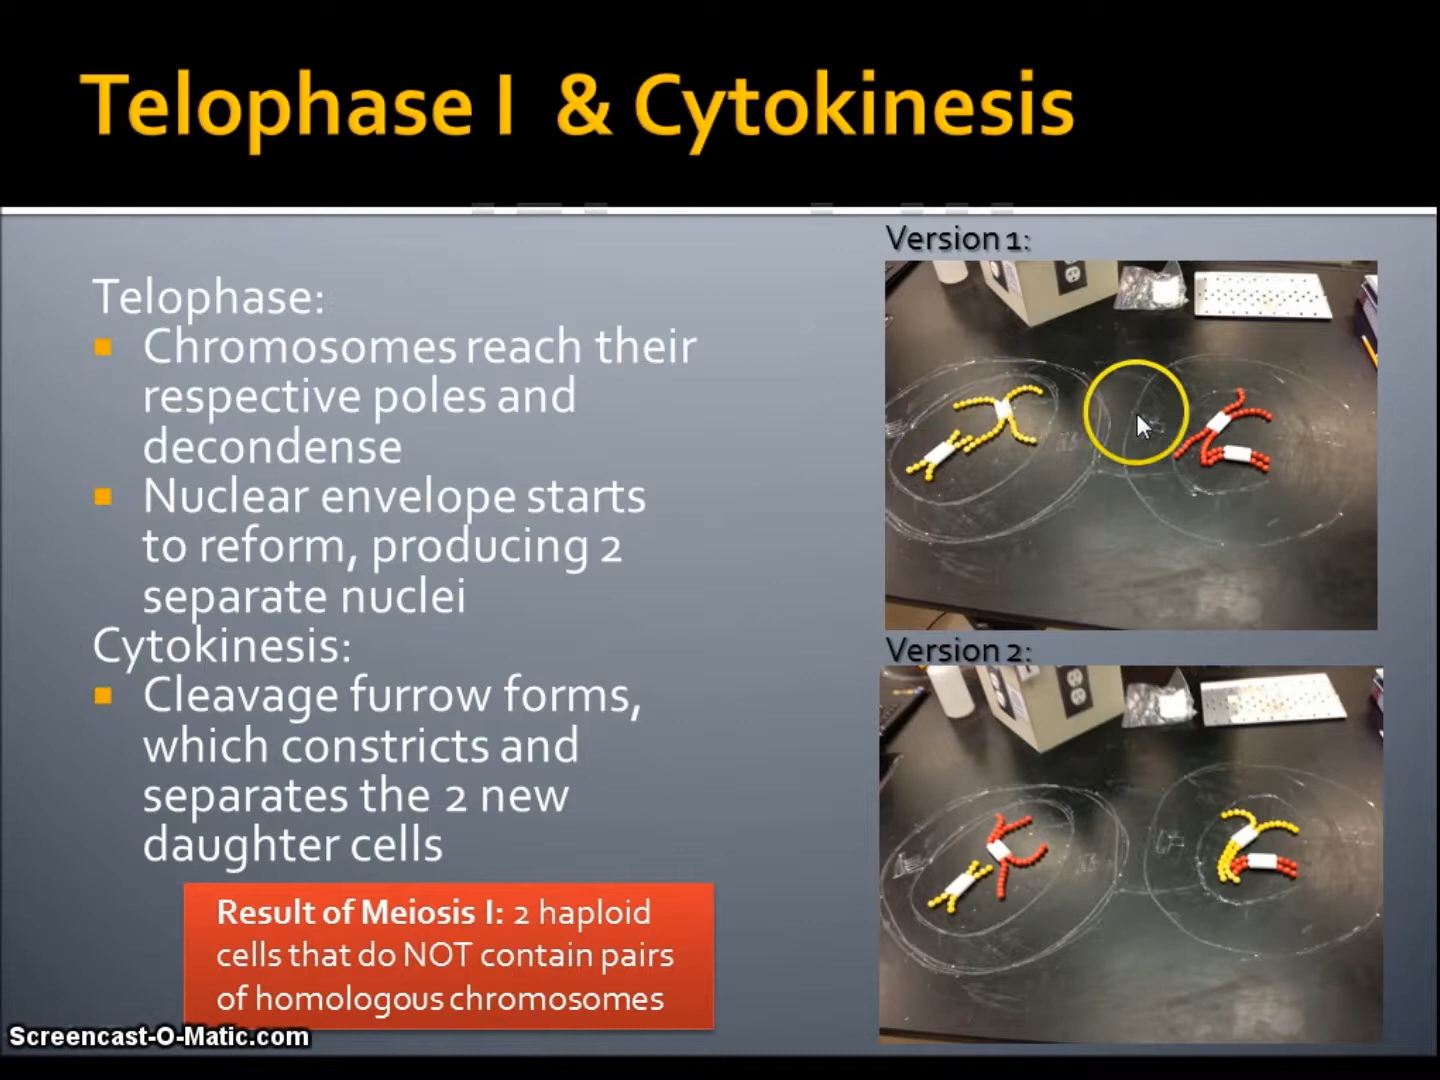 Telophase I & Cytokinesis
Telophase:
Chromosomes reach their
respective poles and
decondense
Nuclear envelope starts
to reform, producing 2
separate nuclei
Cytokinesis:
Cleavage furrow forms,
which constricts and
separates the 2 new
daughter cells
Result of Meiosis I: 2 haploid
cells that do NOT contain pairs
of homologous chromosomes
Version 1:
Version 2:
Screencast-O-Matic.com